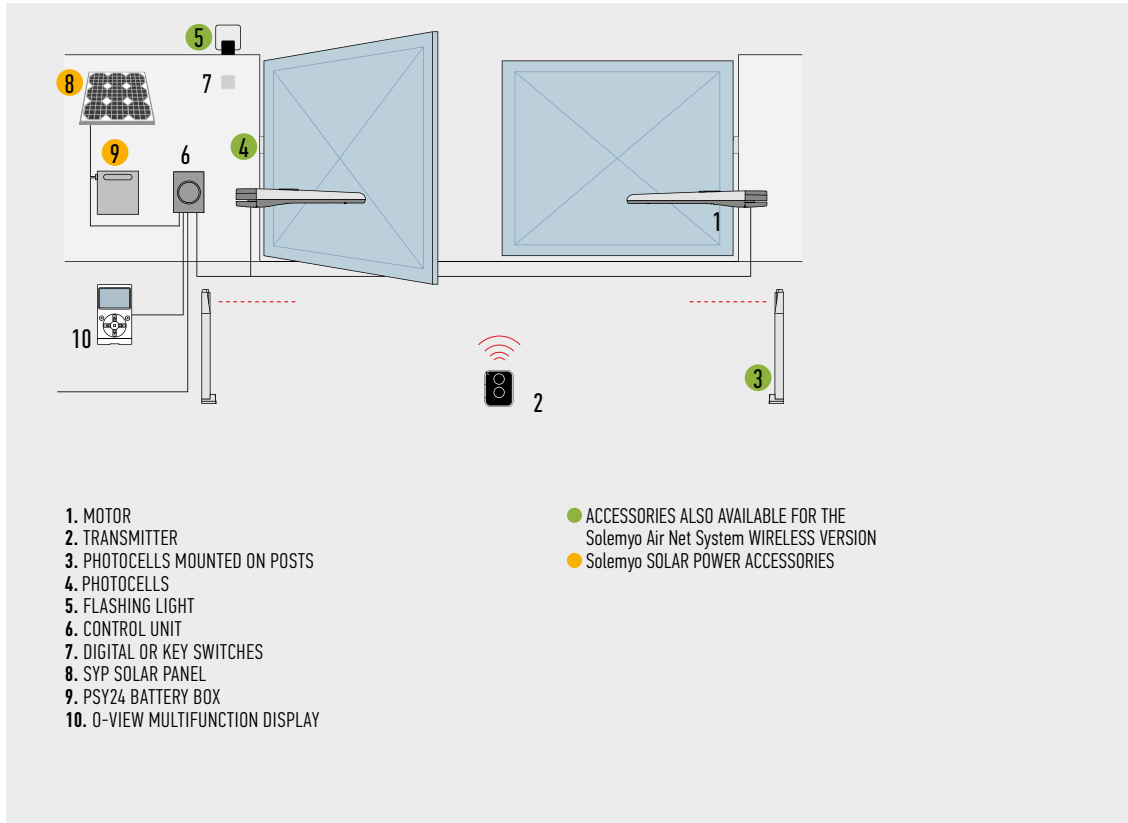 5
8
7
4
9
6
1
10
3
2
1. MOTOR
2. TRANSMITTER
3. PHOTOCELLS MOUNTED ON POSTS
4. PHOTOCELLS
5. FLASHING LIGHT
6. CONTROL UNIT
7. DIGITAL OR KEY SWITCHES
8. SYP SOLAR PANEL
9. PSY24 BATTERY BOX
10. O-VIEW MULTIFUNCTION DISPLAY
ACCESSORIES ALSO AVAILABLE FOR THE
Solemyo Air Net System WIRELESS VERSION
Solemyo SOLAR POWER ACCESSORIES